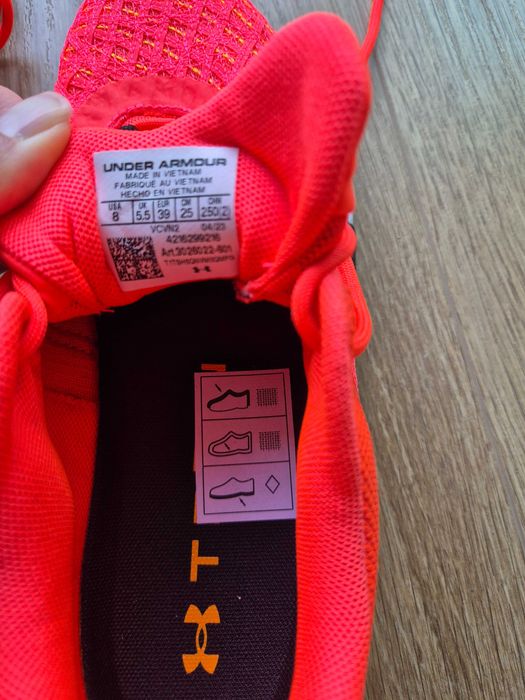 UNDER ARMOUR
MADE IN VIETNAM
FABRIQUÉ AU VIETNAM
HECHO EN VIETNAM
USA UK EUR CM CHN
8 5.5 39 25 250(2)
VCVN2 04/23
4216299216
Art.3026022-601
T